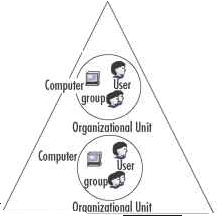 Computer User
group
Organizational Unit
Computer User
group
Organizational Unit